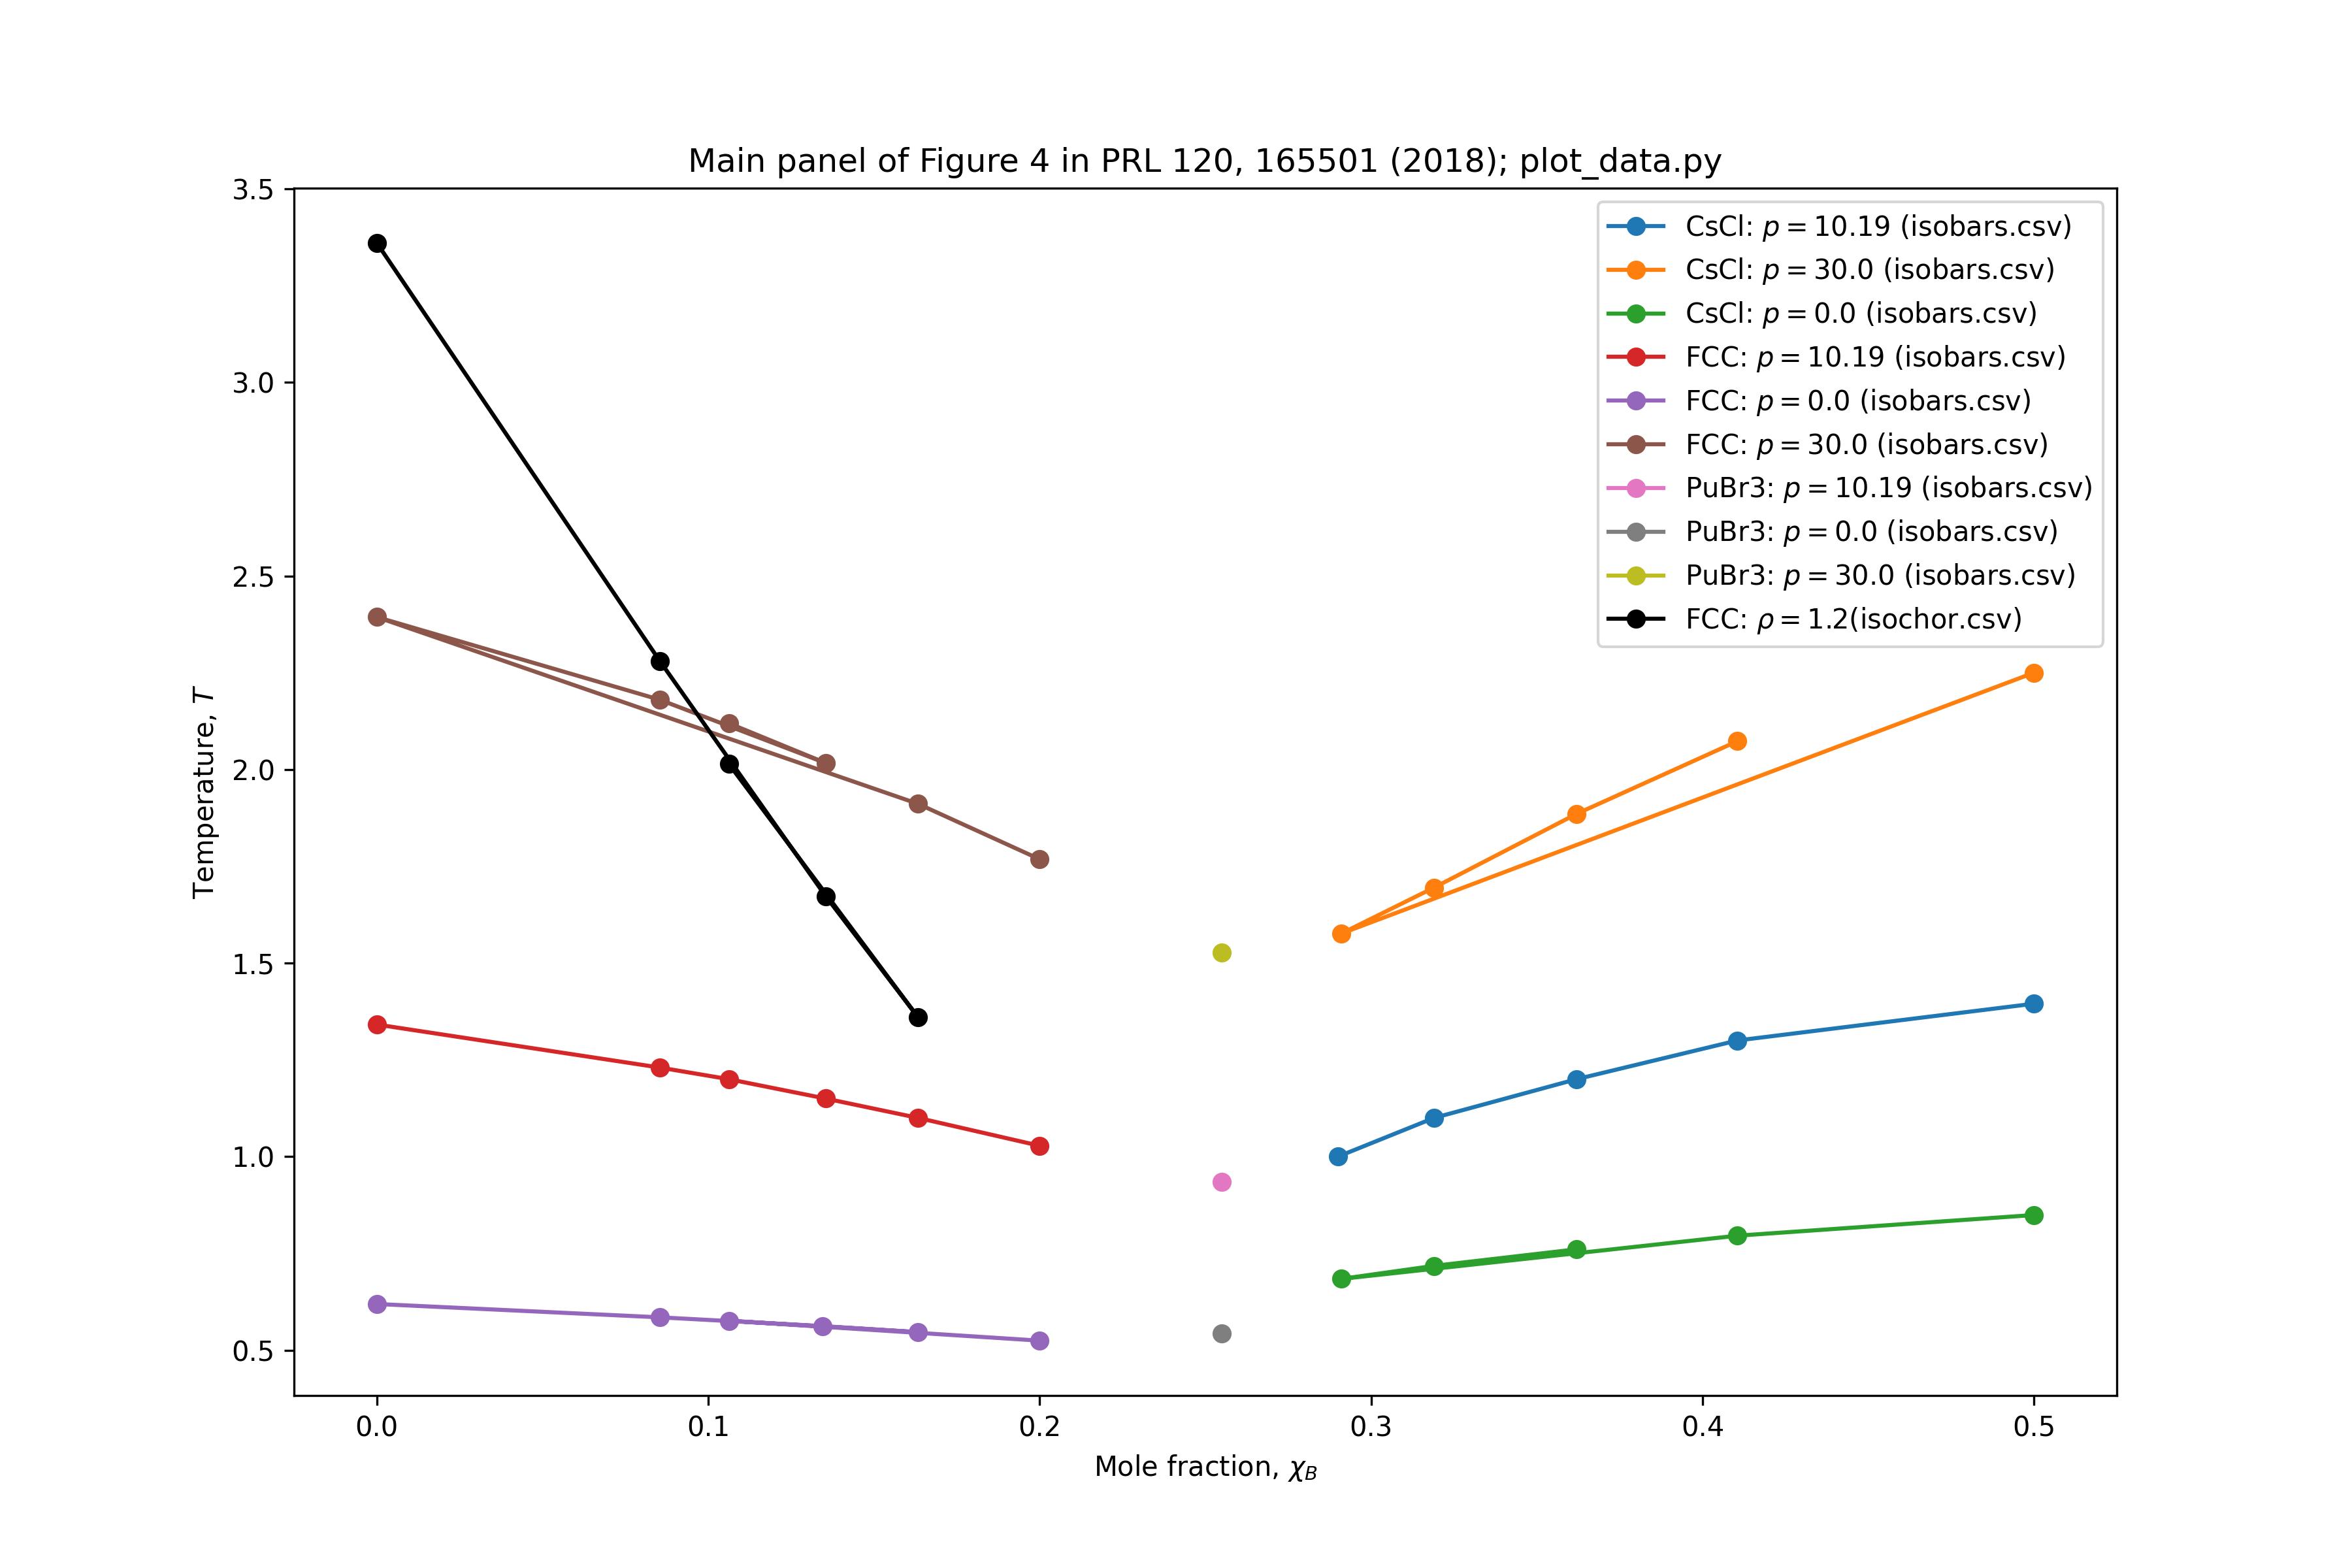 Main panel of Figure 4 in PRL 120, 165501 (2018); plot_data.py
3.5
3.0
2.5
2.0
1.5
1.0
0.5
Temperature, T
CsCl: p = 10.19 (isobars.csv)
CsCl: p = 30.0 (isobars.csv)
CsCl: p = 0.0 (isobars.csv)
FCC: p = 10.19 (isobars.csv)
FCC: p = 0.0 (isobars.csv)
FCC: p = 30.0 (isobars.csv)
PuBr3: p = 10.19 (isobars.csv)
PuBr3: p = 0.0 (isobars.csv)
PuBr3: p = 30.0 (isobars.csv)
FCC: ρ = 1.2(isochor.csv)
0.0 0.1 0.2 0.3 0.4 0.5
Mole fraction, χ_B